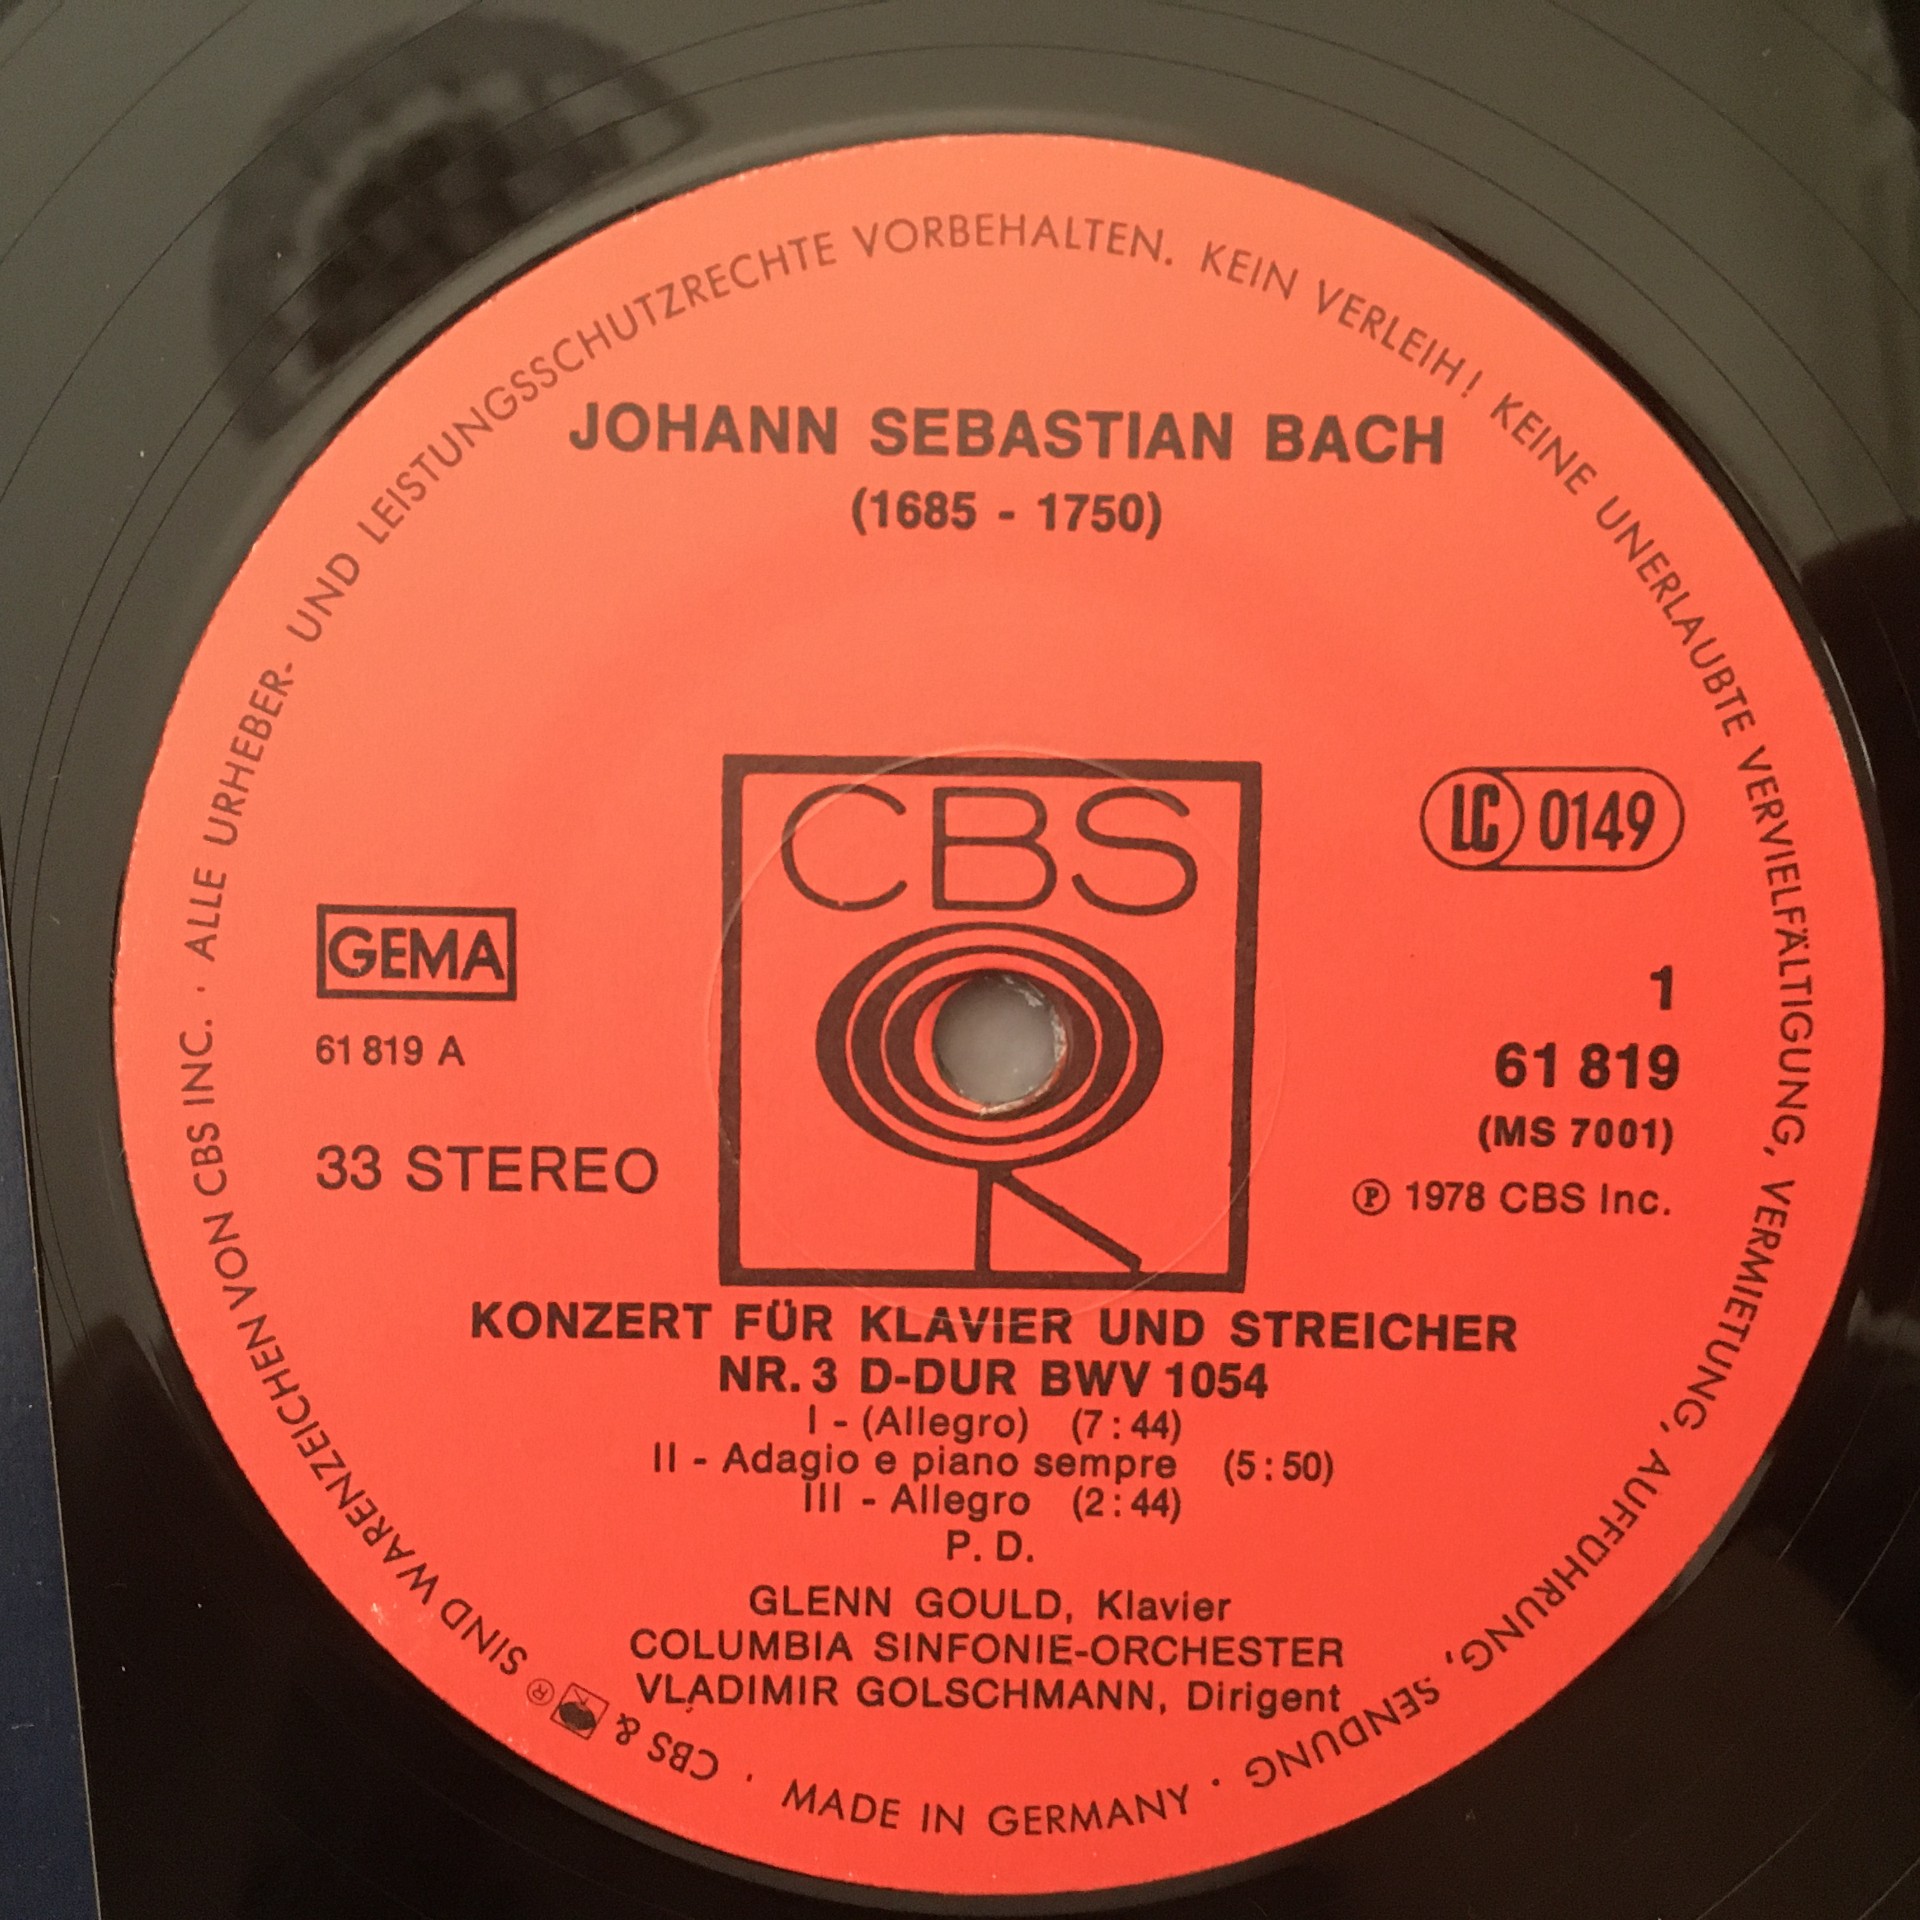 ALLE URHEBER- UND LEISTUNGSSCHUTZRECHTE VORBEHALTEN. KEIN VERLEIH! KEINE UNERLAUBTE VERVIELFÄLTIGUNG, VERMIETUNG, AUFFÜHRUNG, SENDUNG · MADE IN GERMANY · CBS & ® SIND WARENZEICHEN VON CBS INC. ·
JOHANN SEBASTIAN BACH
(1685 - 1750)
CBS
LC 0149
GEMA
61 819 A
33 STEREO
1
61 819
(MS 7001)
℗ 1978 CBS Inc.
KONZERT FÜR KLAVIER UND STREICHER
NR. 3 D-DUR BWV 1054
I - (Allegro) (7:44)
II - Adagio e piano sempre (5:50)
III - Allegro (2:44)
P. D.
GLENN GOULD, Klavier
COLUMBIA SINFONIE-ORCHESTER
VLADIMIR GOLSCHMANN, Dirigent